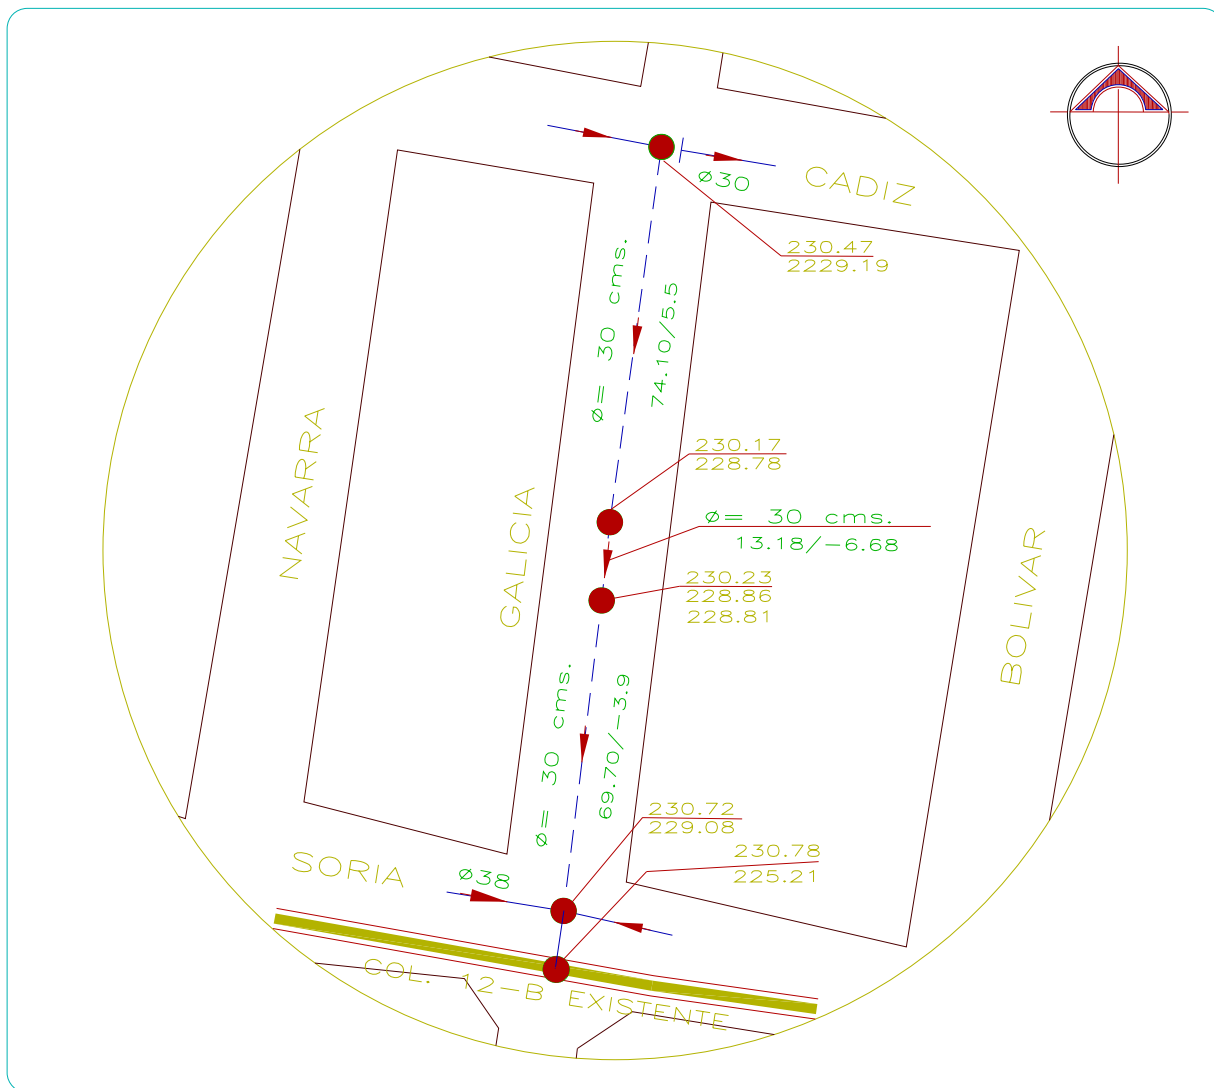 CADIZ
ø30
230.47
2229.19
ø= 30 cms.
74.10/5.5
230.17
228.78
NAVARRA
GALICIA
ø= 30 cms.
13.18/-6.68
BOLIVAR
230.23
228.86
228.81
ø= 30 cms.
69.70/-3.9
230.72
229.08
230.78
225.21
SORIA
ø38
COL. 12-B EXISTENTE